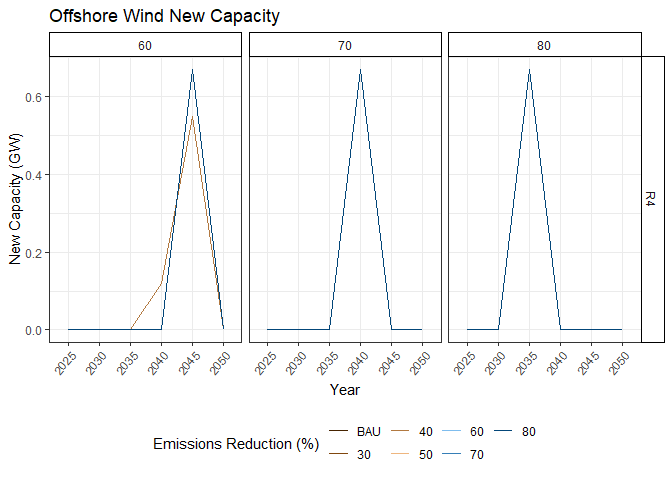 Offshore Wind New Capacity
60 70 80
New Capacity (GW)
0.6
0.4
0.2
0.0
R4
2025 2030 2035 2040 2045 2050 2025 2030 2035 2040 2045 2050 2025 2030 2035 2040 2045 2050
Year
Emissions Reduction (%)
BAU 40 60 80
30 50 70